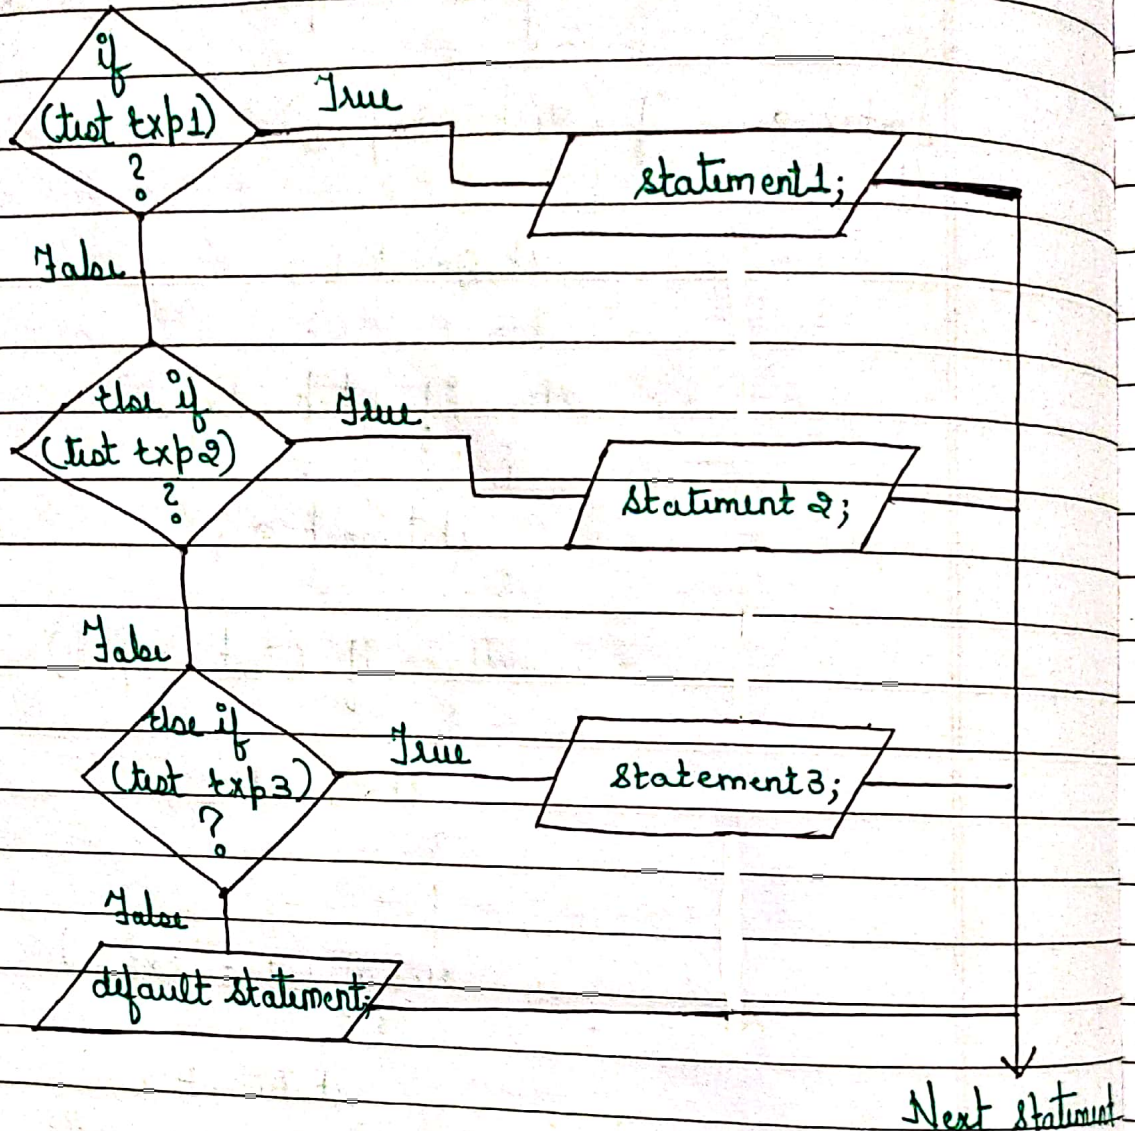 if
(test exp1)
?
True
statement1;
False
else if
(test exp2)
?
True
statement 2;
False
else if
(test exp3)
?
True
statement3;
False
default statement;
Next statement